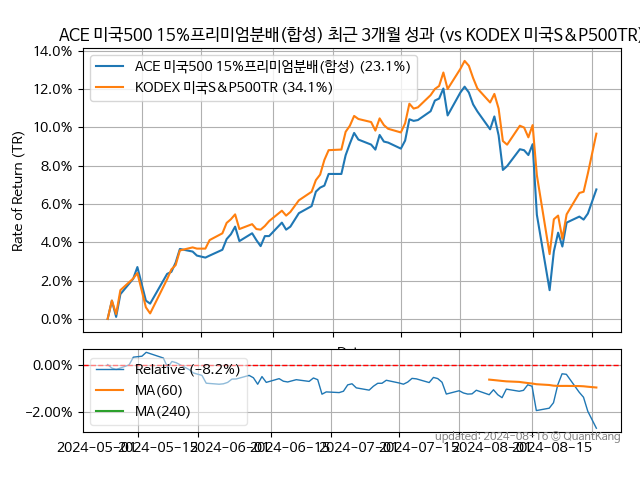 ACE 미국500 15%프리미엄분배(합성) 최근 3개월 성과 (vs KODEX 미국S&P500TR)
14.0%
12.0%
10.0%
8.0%
6.0%
4.0%
2.0%
0.0%
Rate of Return (TR)
ACE 미국500 15%프리미엄분배(합성) (23.1%)
KODEX 미국S&P500TR (34.1%)
0.00%
−2.00%
Relative (−8.2%)
MA(60)
MA(240)
updated: 2024-08-16 © QuantKang